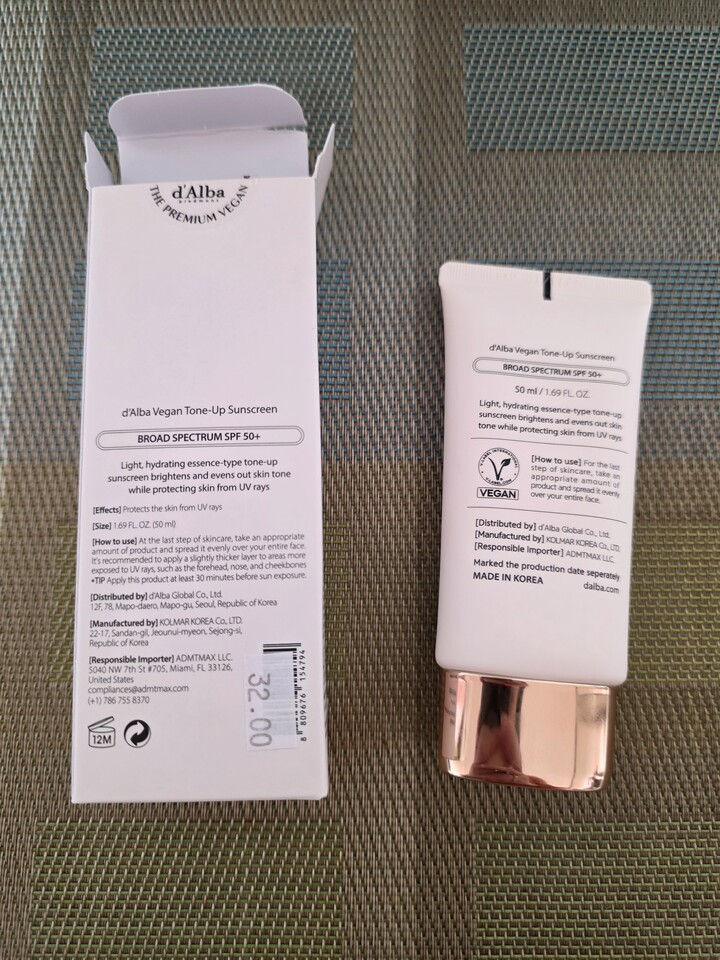 d'Alba
piedmont
THE PREMIUM VEGAN
d'Alba Vegan Tone-Up Sunscreen
BROAD SPECTRUM SPF 50+
Light, hydrating essence-type tone-up
sunscreen brightens and evens out skin tone
while protecting skin from UV rays
[Effects] Protects the skin from UV rays
[Size] 1.69 FL. OZ. (50 ml)
[How to use] At the last step of skincare, take an appropriate
amount of product and spread it evenly over your entire face.
It's recommended to apply a slightly thicker layer to areas more
exposed to UV rays, such as the forehead, nose, and cheekbones
*TIP Apply this product at least 30 minutes before sun exposure.
[Distributed by] d'Alba Global Co., Ltd.
12F, 78, Mapo-daero, Mapo-gu, Seoul, Republic of Korea
[Manufactured by] KOLMAR KOREA Co., LTD.
22-17, Sandan-gil, Jeounui-myeon, Sejong-si,
Republic of Korea
[Responsible Importer] ADMTMAX LLC.
5040 NW 7th St #705, Miami, FL 33126,
United States
compliances@admtmax.com
(+1) 786 755 8370
12M
32.00
8 809676 154794
d'Alba Vegan Tone-Up Sunscreen
BROAD SPECTRUM SPF 50+
50 ml / 1.69 FL. OZ.
Light, hydrating essence-type tone-up
sunscreen brightens and evens out skin
tone while protecting skin from UV rays
V-LABEL INTERNATIONAL
V-LABEL.COM
VEGAN
[How to use] For the last
step of skincare, take an
appropriate amount of
product and spread it evenly
over your entire face.
[Distributed by] d'Alba Global Co., Ltd.
[Manufactured by] KOLMAR KOREA Co., LTD.
[Responsible Importer] ADMTMAX LLC.
Marked the production date seperately
MADE IN KOREA
dalba.com